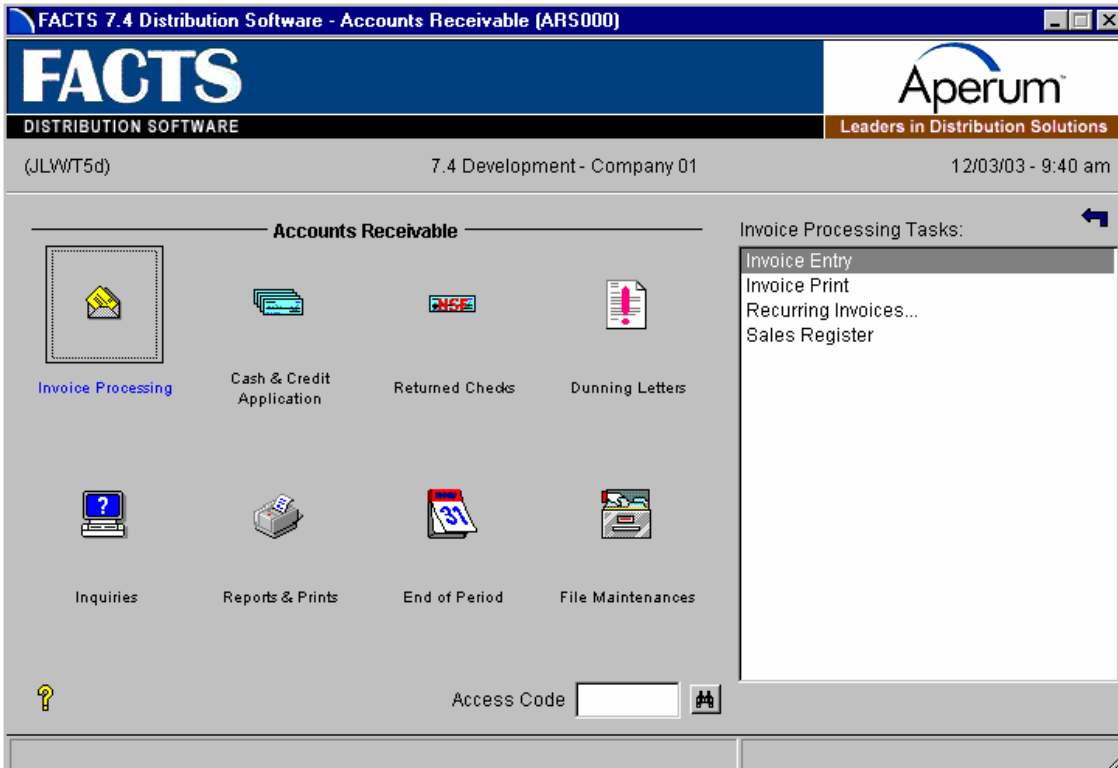 FACTS 7.4 Distribution Software - Accounts Receivable (ARS000)
FACTS
DISTRIBUTION SOFTWARE
Aperum™
Leaders in Distribution Solutions
(JLW/T5d)
7.4 Development - Company 01
12/03/03 - 9:40 am
Accounts Receivable
Invoice Processing
NSF
Cash & Credit
Application
Returned Checks
Dunning Letters
?
31
Inquiries
Reports & Prints
End of Period
File Maintenances
Invoice Processing Tasks:
Invoice Entry
Invoice Print
Recurring Invoices...
Sales Register
?
Access Code